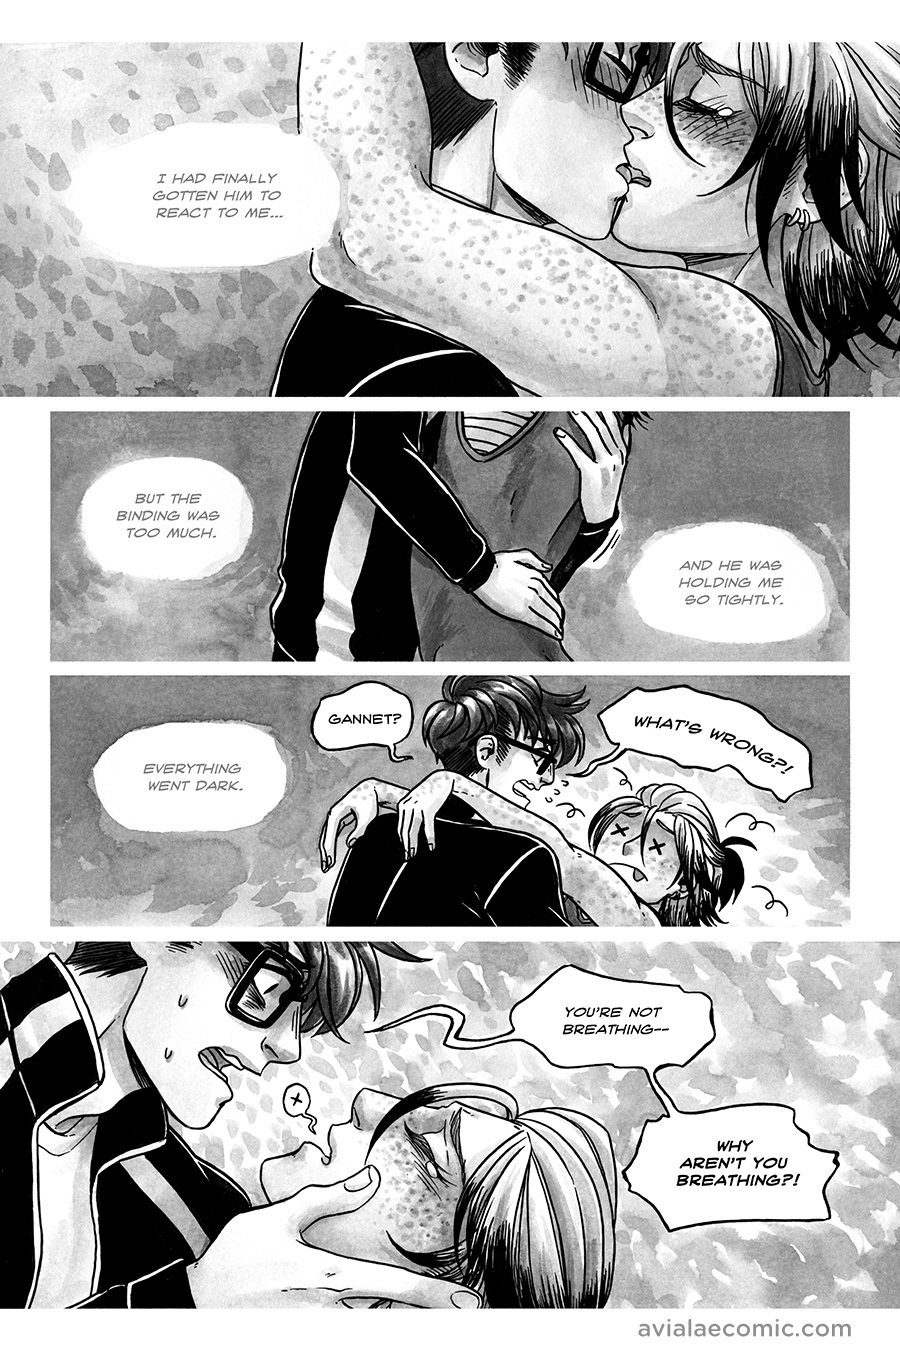 I HAD FINALLY
GOTTEN HIM TO
REACT TO ME...
BUT THE
BINDING WAS
TOO MUCH.
AND HE WAS
HOLDING ME
SO TIGHTLY.
EVERYTHING
WENT DARK.
GANNET?
WHAT'S WRONG?!
YOU'RE NOT
BREATHING--
WHY
AREN'T YOU
BREATHING?!
avialaecomic.com